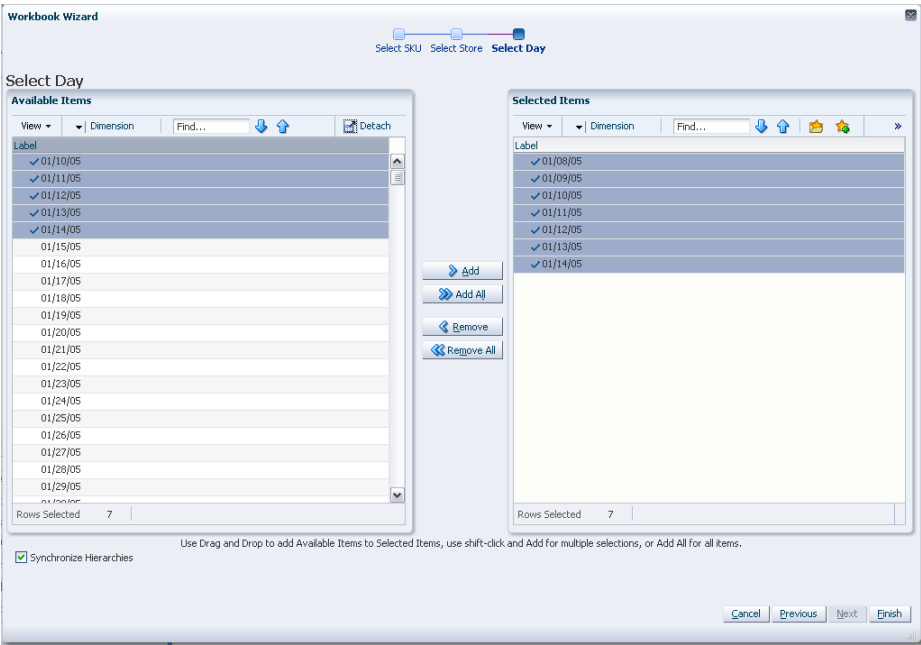 Workbook Wizard
Select SKU Select Store Select Day
Select Day
Available Items
View Dimension Find... Detach
Label
01/10/05
01/11/05
01/12/05
01/13/05
01/14/05
01/15/05
01/16/05
01/17/05
01/18/05
01/19/05
01/20/05
01/21/05
01/22/05
01/23/05
01/24/05
01/25/05
01/26/05
01/27/05
01/28/05
01/29/05
Rows Selected 7
Add
Add All
Remove
Remove All
Selected Items
View Dimension Find... »
Label
01/08/05
01/09/05
01/10/05
01/11/05
01/12/05
01/13/05
01/14/05
Rows Selected 7
Use Drag and Drop to add Available Items to Selected Items, use shift-click and Add for multiple selections, or Add All for all items.
Synchronize Hierarchies
Cancel Previous Next Finish